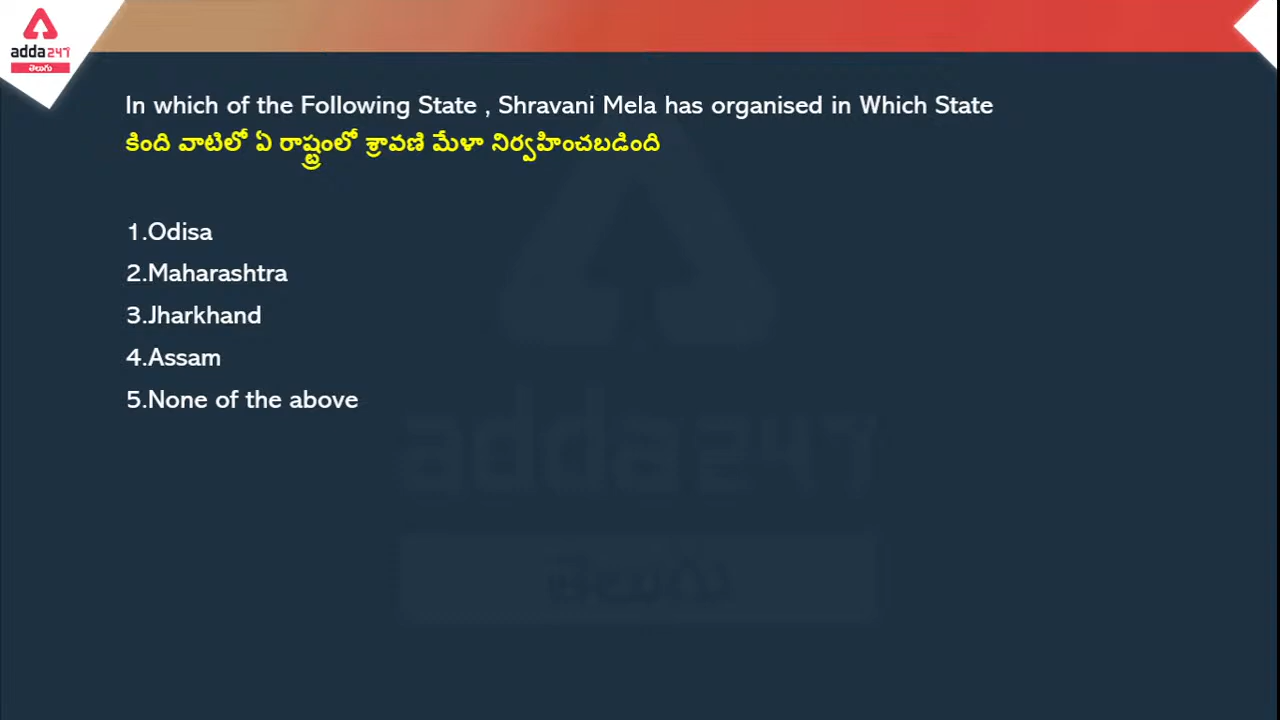 adda247
తెలుగు
In which of the Following State , Shravani Mela has organised in Which State
కింది వాటిలో ఏ రాష్ట్రంలో శ్రావణి మేళా నిర్వహించబడింది
1.Odisa
2.Maharashtra
3.Jharkhand
4.Assam
5.None of the above
adda247
తెలుగు